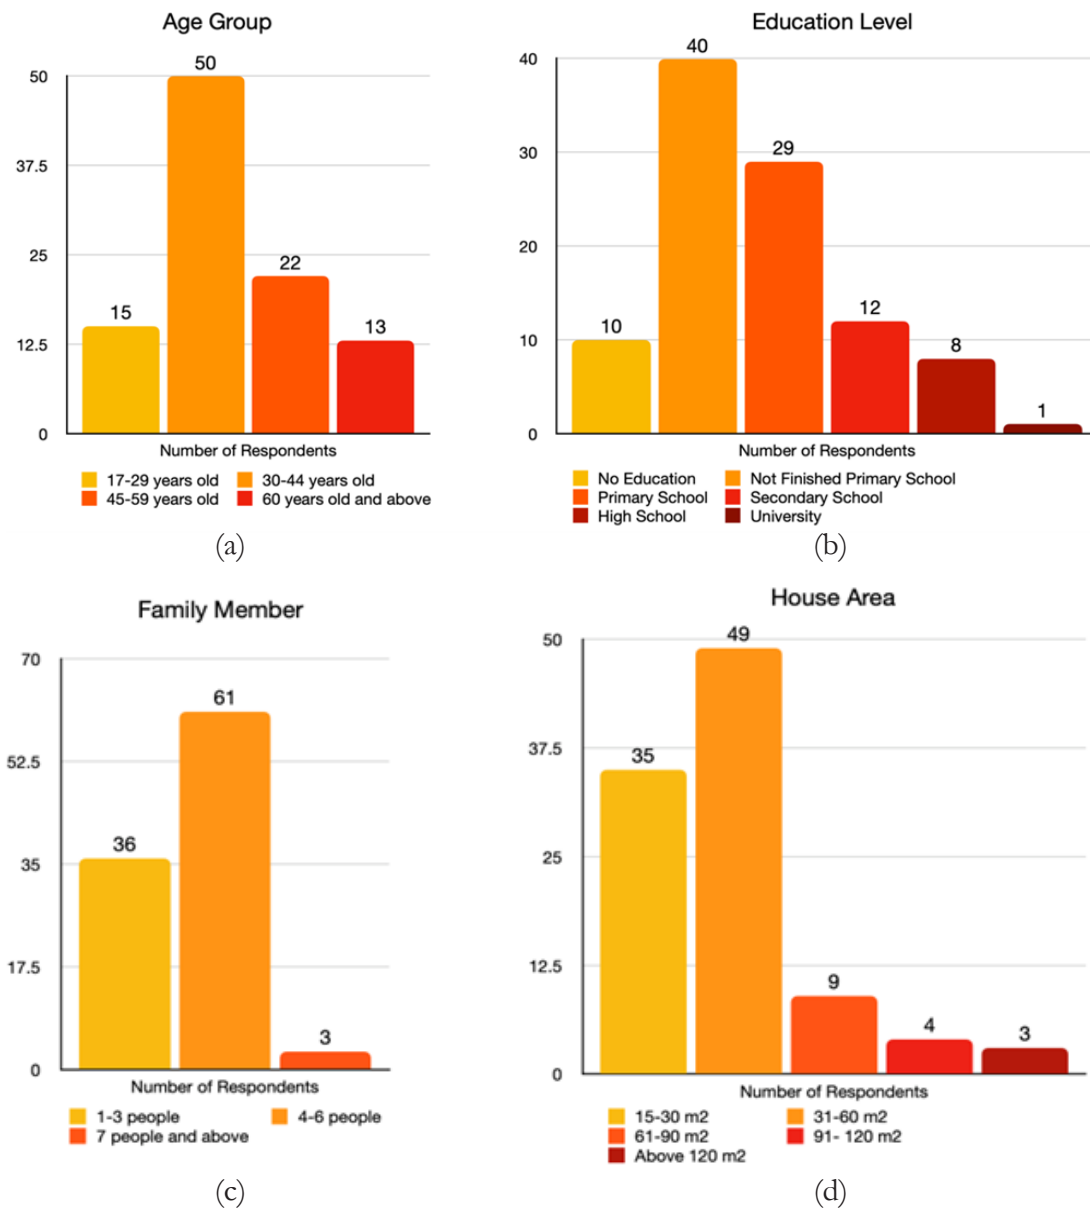 Age Group
50
37.5
25
12.5
0
15
50
22
13
Number of Respondents
17-29 years old 30-44 years old
45-59 years old 60 years old and above
(a)
Education Level
40
30
20
10
0
10
40
29
12
8
1
Number of Respondents
No Education Not Finished Primary School
Primary School Secondary School
High School University
(b)
Family Member
70
52.5
35
17.5
0
36
61
3
Number of Respondents
1-3 people 4-6 people
7 people and above
(c)
House Area
50
37.5
25
12.5
0
35
49
9
4
3
Number of Respondents
15-30 m2 31-60 m2
61-90 m2 91- 120 m2
Above 120 m2
(d)